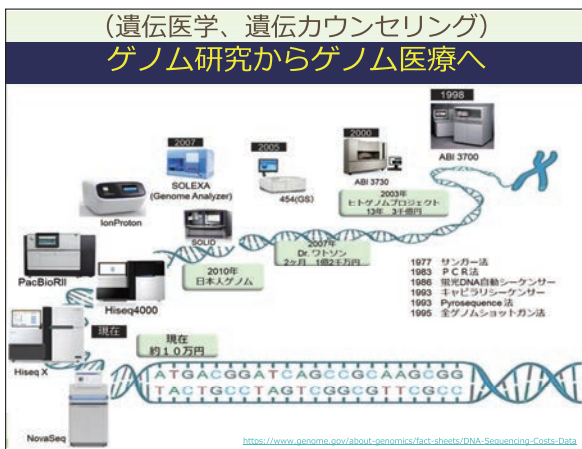 (遺伝医学、遺伝カウンセリング)
ゲノム研究からゲノム医療へ
1998
ABI 3700
2000
ABI 3730
2005
454(GS)
2007
SOLEXA
(Genome Analyzer)
IonProton
SOLiD
2003年
ヒトゲノムプロジェクト
13年 3千億円
2007年
Dr. ワトソン
2ヶ月 1億2千万円
2010年
日本人ゲノム
PacBioRII
Hiseq4000
1977 サンガー法
1983 PCR法
1986 蛍光DNA自動シーケンサー
1993 キャピラリシーケンサー
1993 Pyrosequence 法
1995 全ゲノムショットガン法
現在
現在
約10万円
Hiseq X
NovaSeq
ATGACGGATCAGCCGCAAGCGG
TACTGCCTAGTCGGCGTTCGCC
https://www.genome.gov/about-genomics/fact-sheets/DNA-Sequencing-Costs-Data